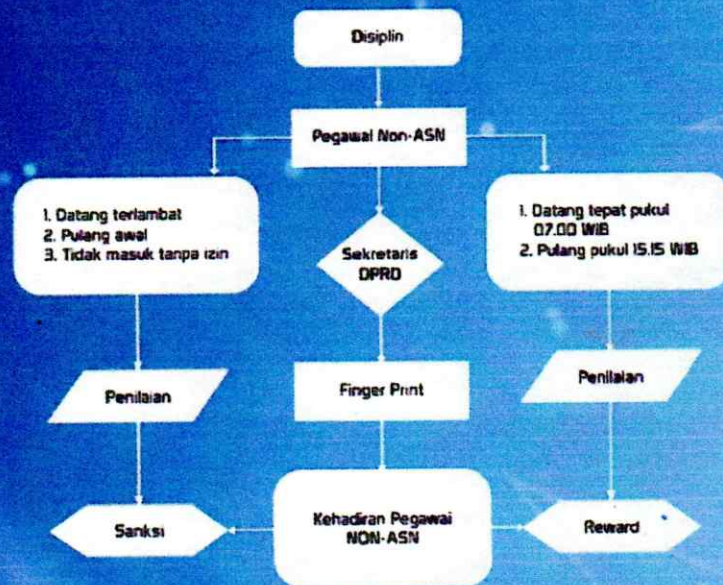 Disiplin
Pegawai Non-ASN
1. Datang terlambat
2. Pulang awal
3. Tidak masuk tanpa izin
Sekretaris
DPRD
1. Datang tepat pukul
07.00 WIB
2. Pulang pukul 15.15 WIB
Penilaian
Finger Print
Penilaian
Sanksi
Kehadiran Pegawai
NON-ASN
Reward